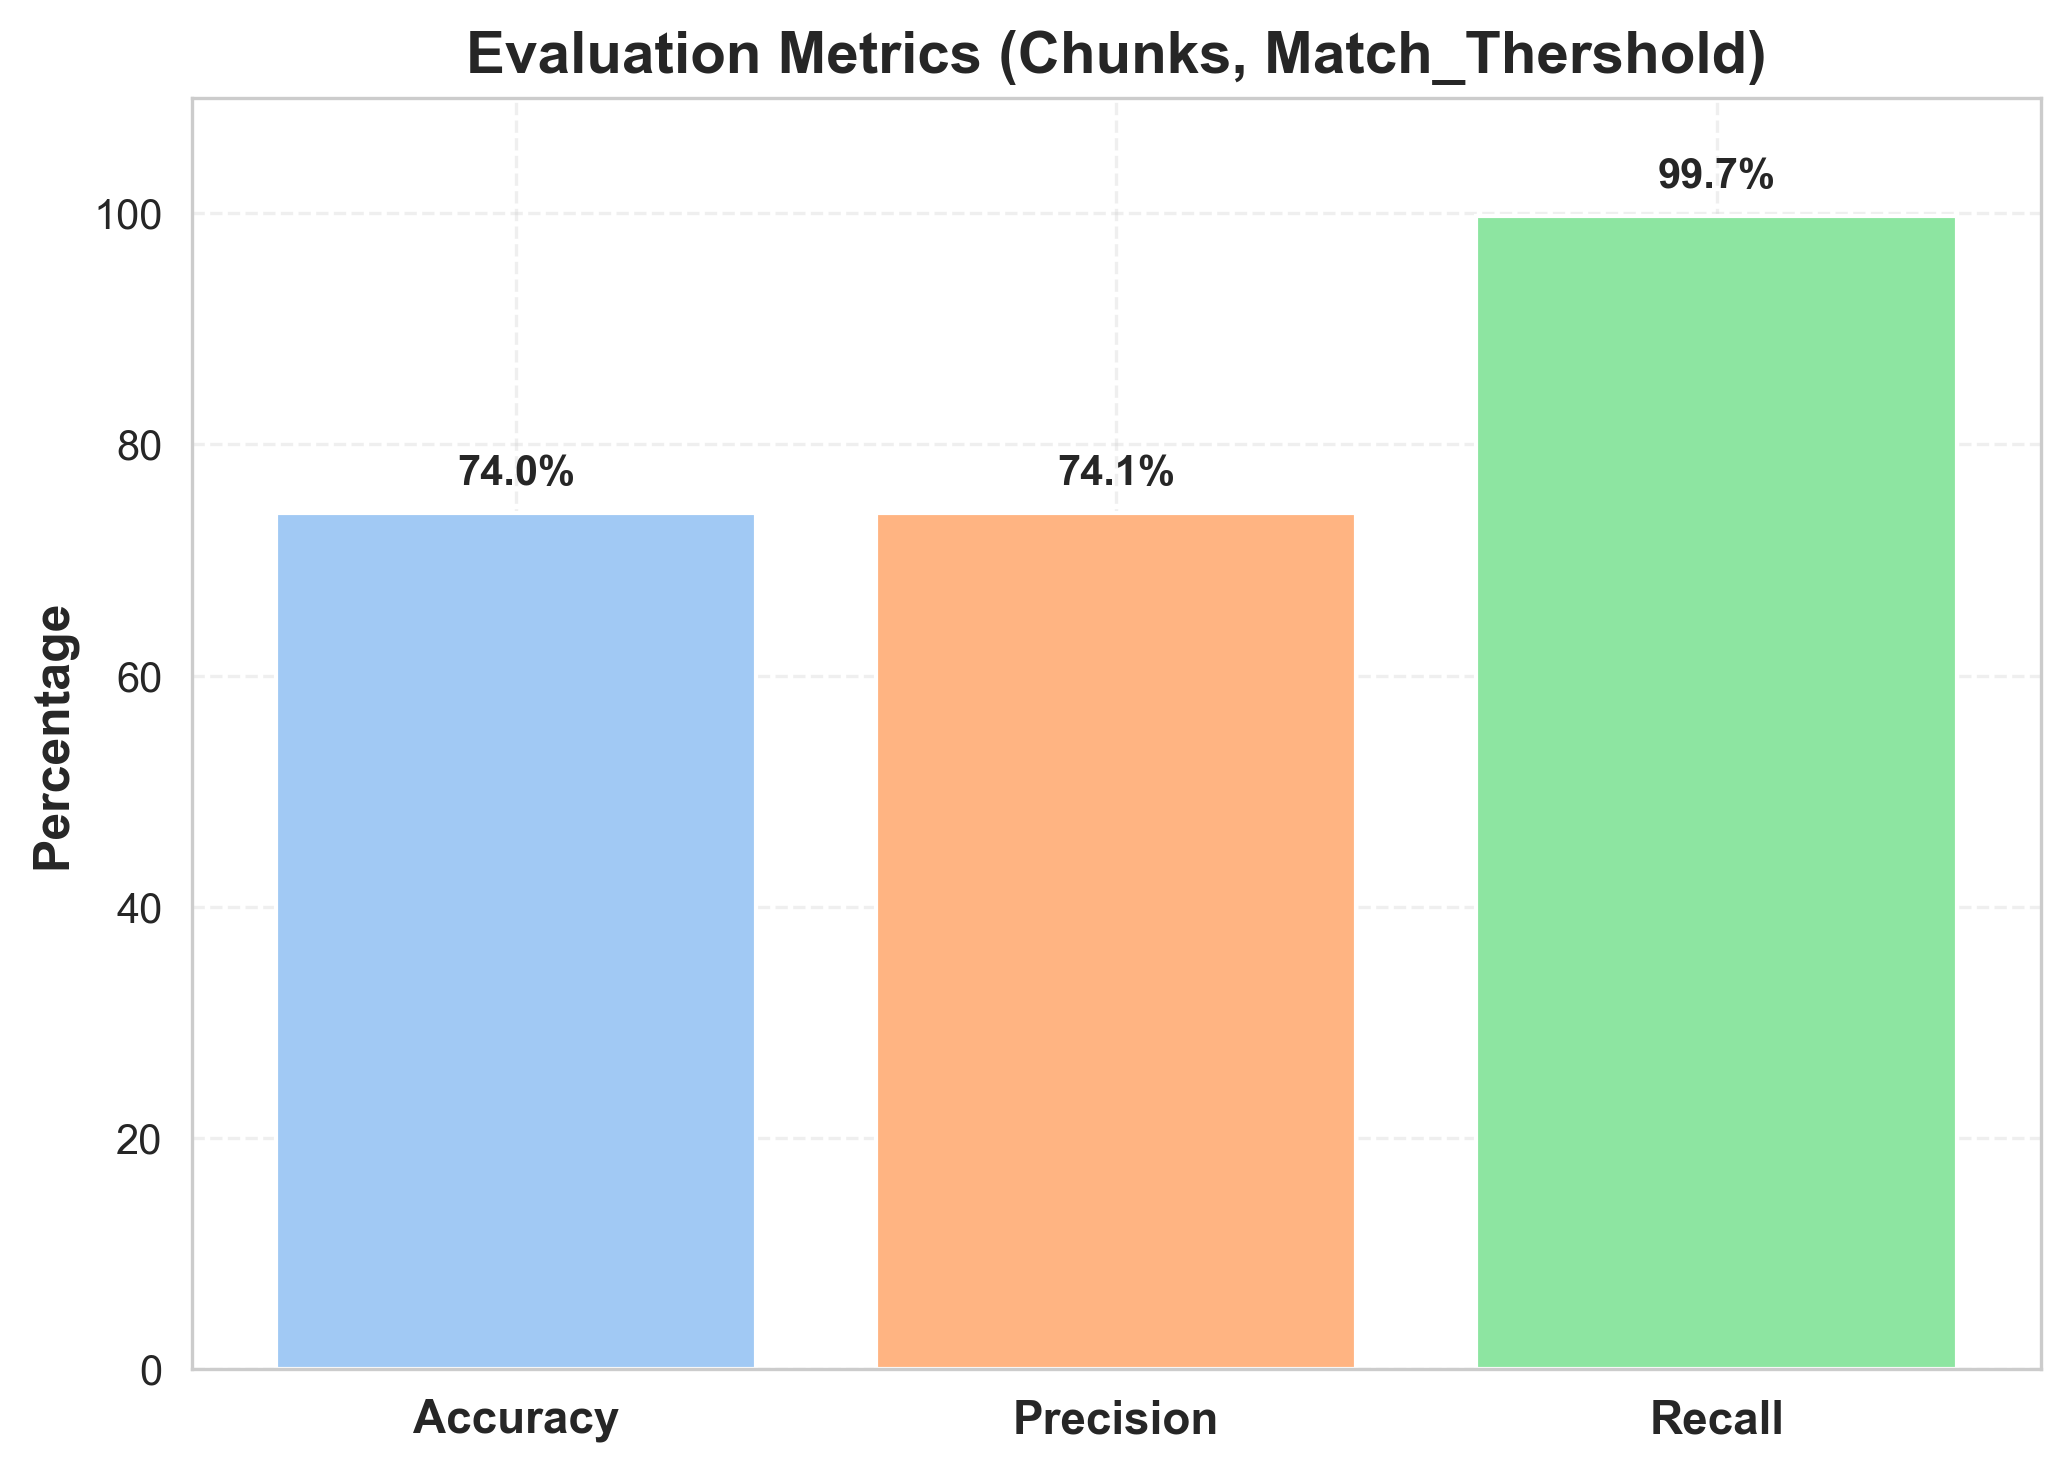 Evaluation Metrics (Chunks, Match_Thershold)
99.7%
100
80
74.0%
74.1%
60
Percentage
40
20
0
Accuracy
Precision
Recall